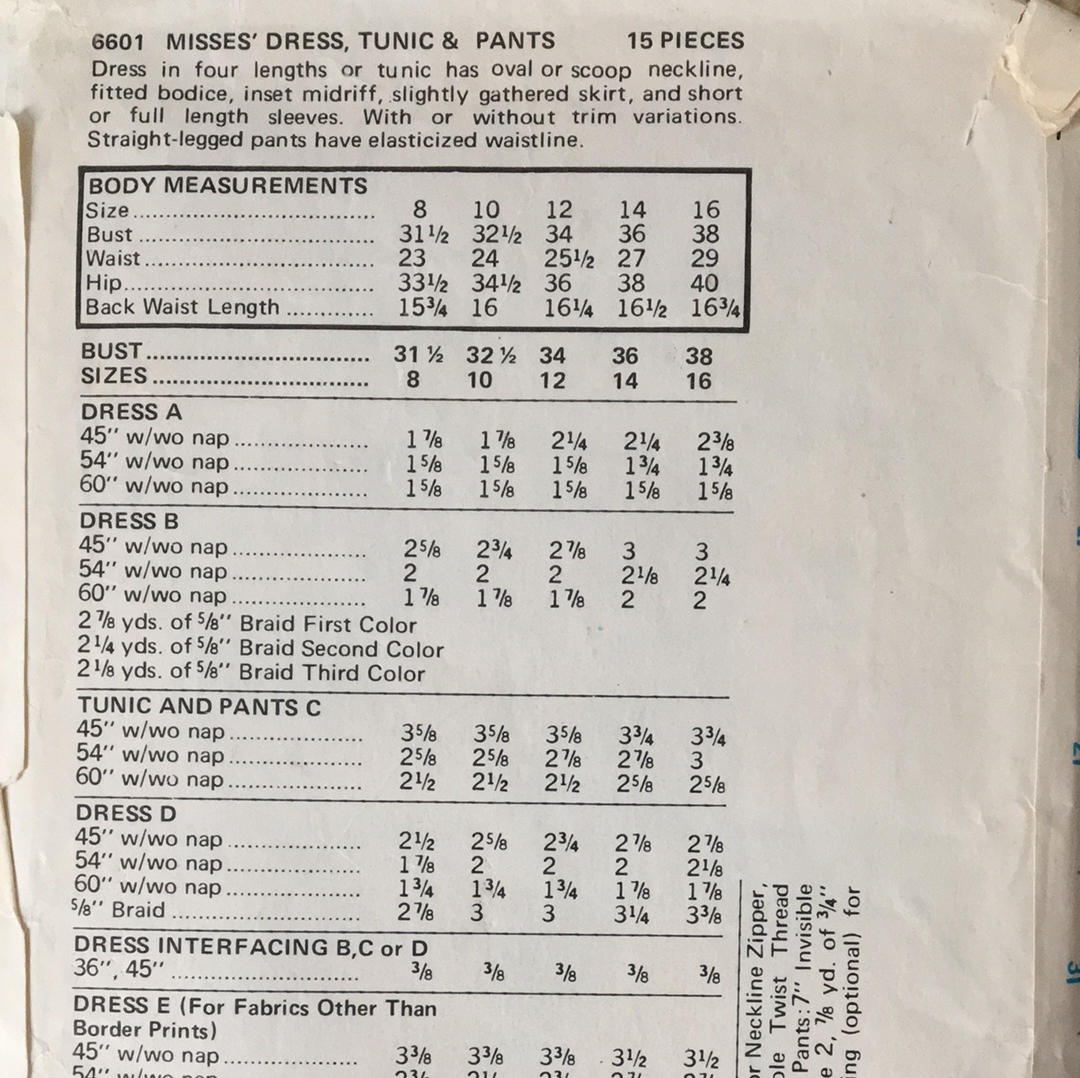 6601 MISSES' DRESS, TUNIC & PANTS 15 PIECES
Dress in four lengths or tunic has oval or scoop neckline,
fitted bodice, inset midriff, slightly gathered skirt, and short
or full length sleeves. With or without trim variations.
Straight-legged pants have elasticized waistline.
BODY MEASUREMENTS
Size 8 10 12 14 16
Bust 31½ 32½ 34 36 38
Waist 23 24 25½ 27 29
Hip 33½ 34½ 36 38 40
Back Waist Length 15¾ 16 16¼ 16½ 16¾
BUST 31 ½ 32 ½ 34 36 38
SIZES 8 10 12 14 16
DRESS A
45" w/wo nap 1⅞ 1⅞ 2¼ 2¼ 2⅜
54" w/wo nap 1⅝ 1⅝ 1⅝ 1¾ 1¾
60" w/wo nap 1⅝ 1⅝ 1⅝ 1⅝ 1⅝
DRESS B
45" w/wo nap 2⅝ 2¾ 2⅞ 3 3
54" w/wo nap 2 2 2 2⅛ 2¼
60" w/wo nap 1⅞ 1⅞ 1⅞ 2 2
2⅞ yds. of ⅝" Braid First Color
2¼ yds. of ⅝" Braid Second Color
2⅛ yds. of ⅝" Braid Third Color
TUNIC AND PANTS C
45" w/wo nap 3⅝ 3⅝ 3⅝ 3¾ 3¾
54" w/wo nap 2⅝ 2⅝ 2⅞ 2⅞ 3
60" w/wo nap 2½ 2½ 2½ 2⅝ 2⅝
DRESS D
45" w/wo nap 2½ 2⅝ 2¾ 2⅞ 2⅞
54" w/wo nap 1⅞ 2 2 2 2⅛
60" w/wo nap 1¾ 1¾ 1¾ 1⅞ 1⅞
⅝" Braid 2⅞ 3 3 3¼ 3⅜
DRESS INTERFACING B,C or D
36", 45" ⅜ ⅜ ⅜ ⅜ ⅜
DRESS E (For Fabrics Other Than
Border Prints)
45" w/wo nap 3⅜ 3⅜ 3⅜ 3½ 3½
54" w/wo nap
Neckline Zipper,
Twist Thread
Pants:7" Invisible
2, ⅞ yd. of ¾"
(optional) for
31